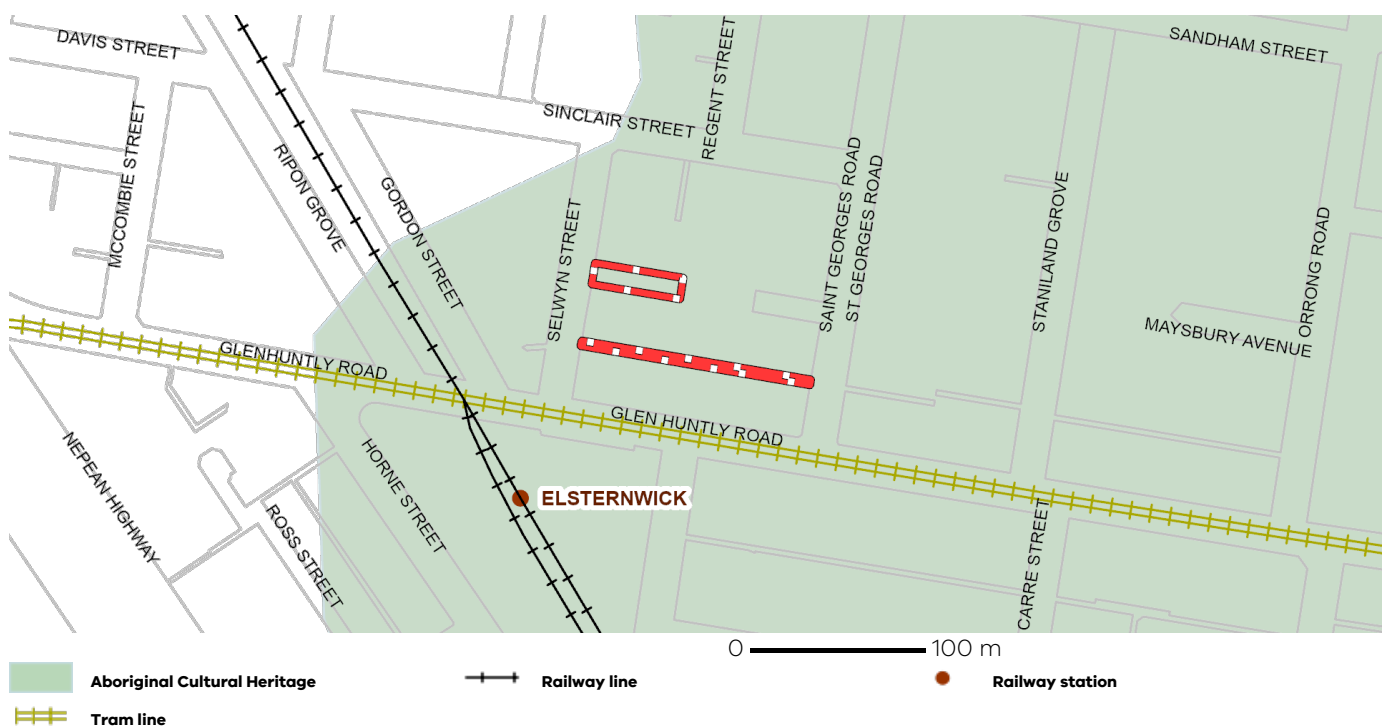 DAVIS STREET
SANDHAM STREET
REGENT STREET
SINCLAIR STREET
MCCOMBIE STREET
RIPON GROVE
GORDON STREET
SELWYN STREET
SAINT GEORGES ROAD
ST GEORGES ROAD
STANILAND GROVE
ORRONG ROAD
MAYSBURY AVENUE
GLENHUNTLY ROAD
GLEN HUNTLY ROAD
NEPEAN HIGHWAY
HORNE STREET
ROSS STREET
ELSTERNWICK
CARRE STREET
0 100 m
Aboriginal Cultural Heritage
Railway line
Railway station
Tram line